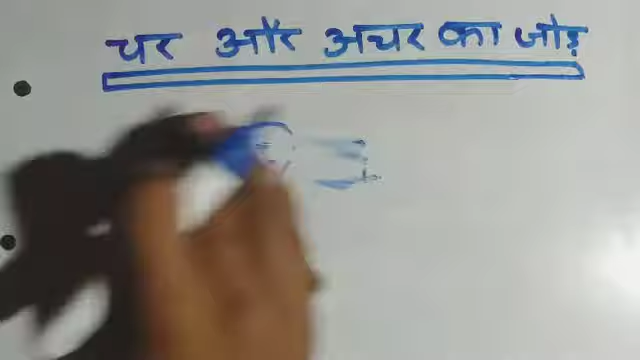 चर और अचर का जोड़